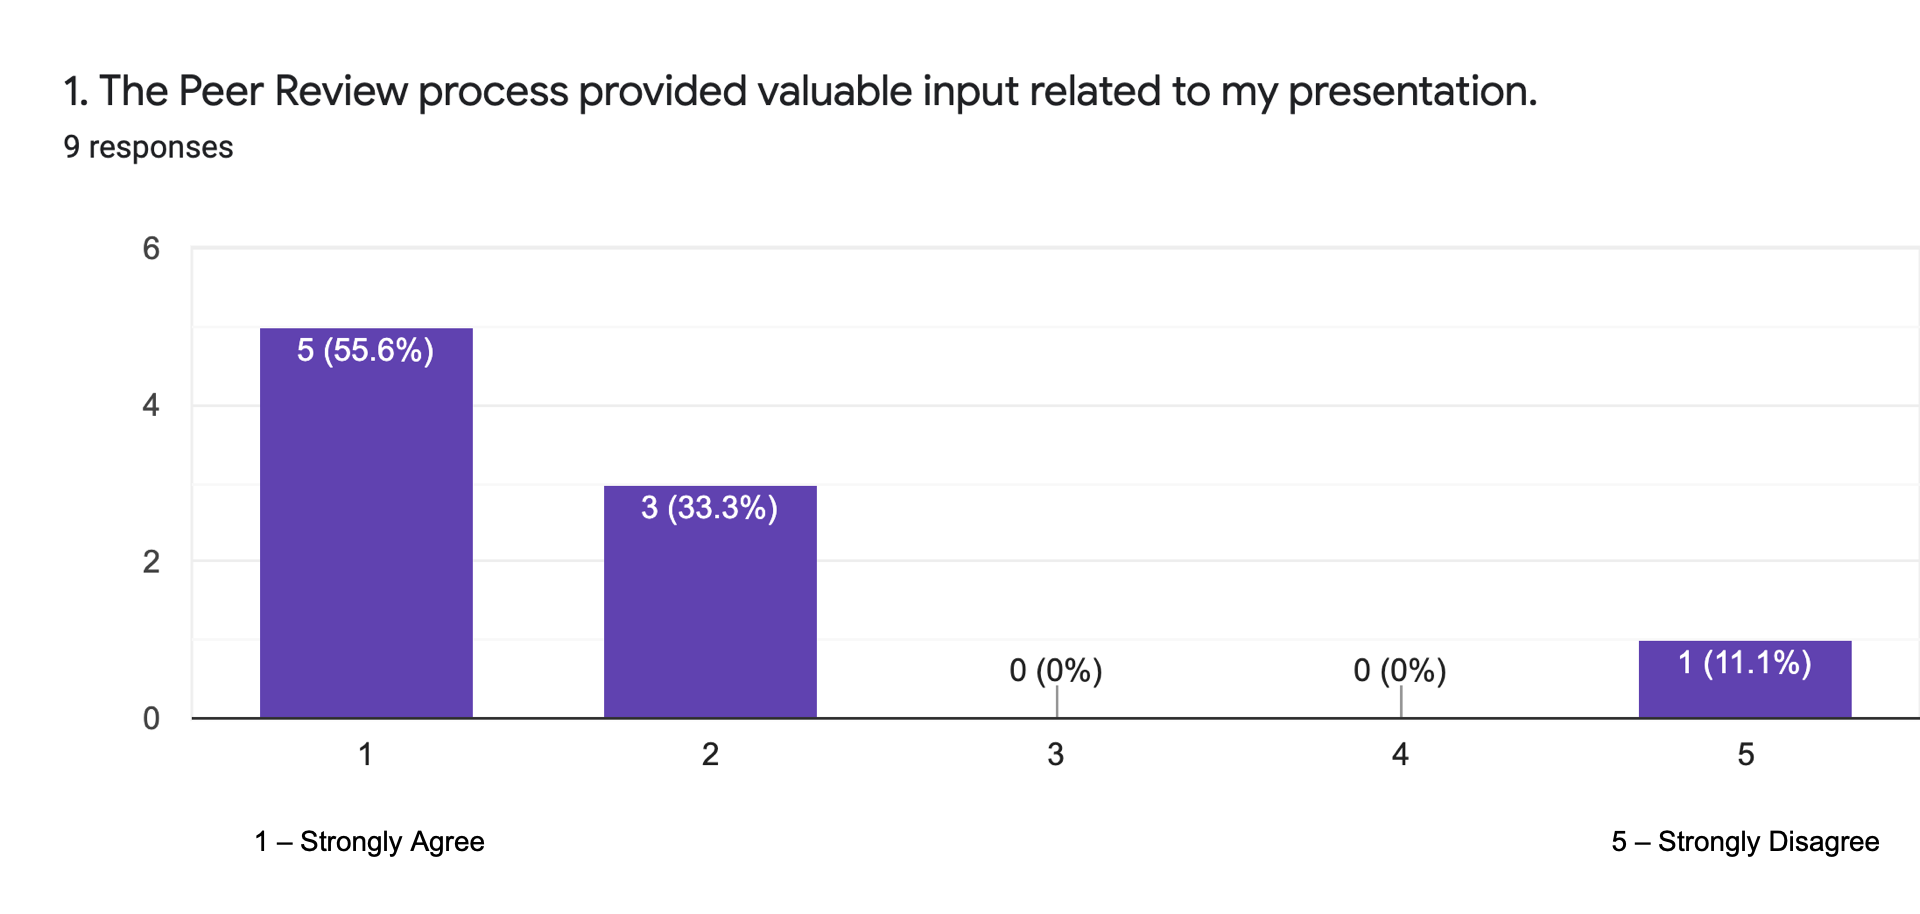 1. The Peer Review process provided valuable input related to my presentation.
9 responses
6
5 (55.6%)
4
3 (33.3%)
2
0 (0%) 0 (0%) 1 (11.1%)
0
1 2 3 4 5
1 – Strongly Agree 5 – Strongly Disagree